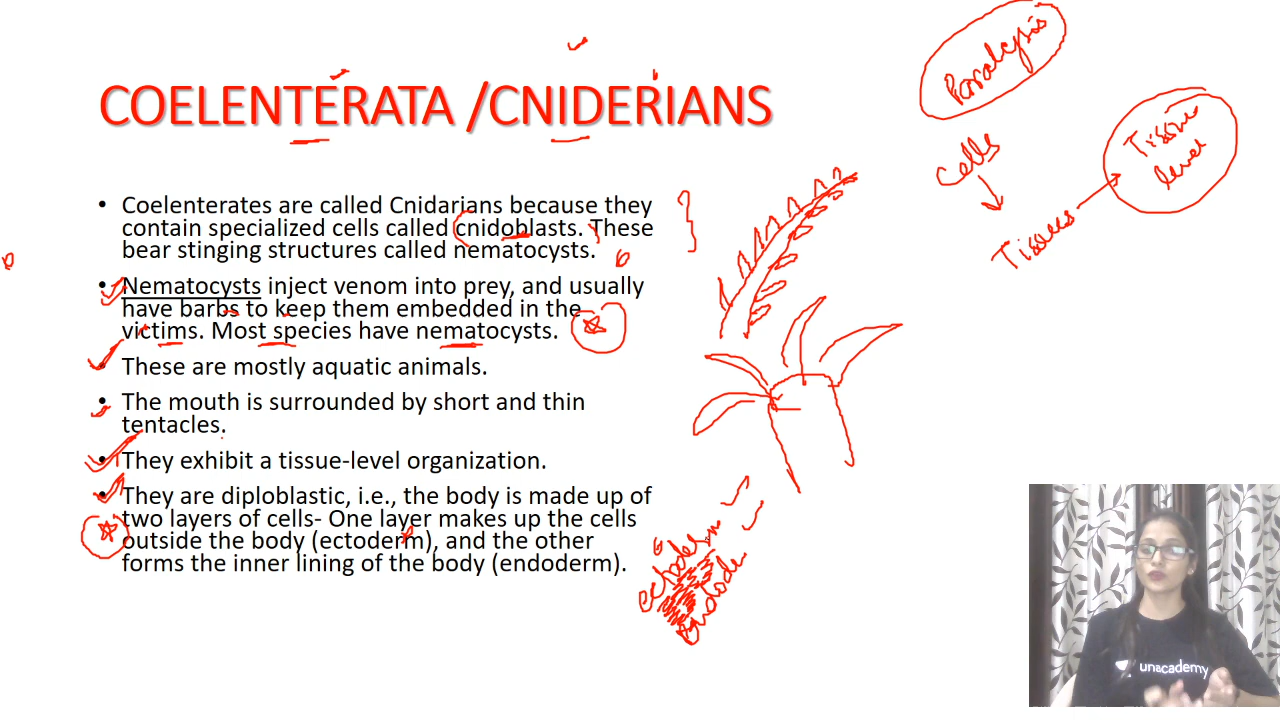 COELENTERATA /CNIDERIANS
• Coelenterates are called Cnidarians because they
contain specialized cells called cnidoblasts. These
bear stinging structures called nematocysts.
• Nematocysts inject venom into prey, and usually
have barbs to keep them embedded in the
victims. Most species have nematocysts.
• These are mostly aquatic animals.
• The mouth is surrounded by short and thin
tentacles.
• They exhibit a tissue-level organization.
• They are diploblastic, i.e., the body is made up of
two layers of cells- One layer makes up the cells
outside the body (ectoderm), and the other
forms the inner lining of the body (endoderm).
Paralysis
Cells
Tissues
Tissue
level
unacademy